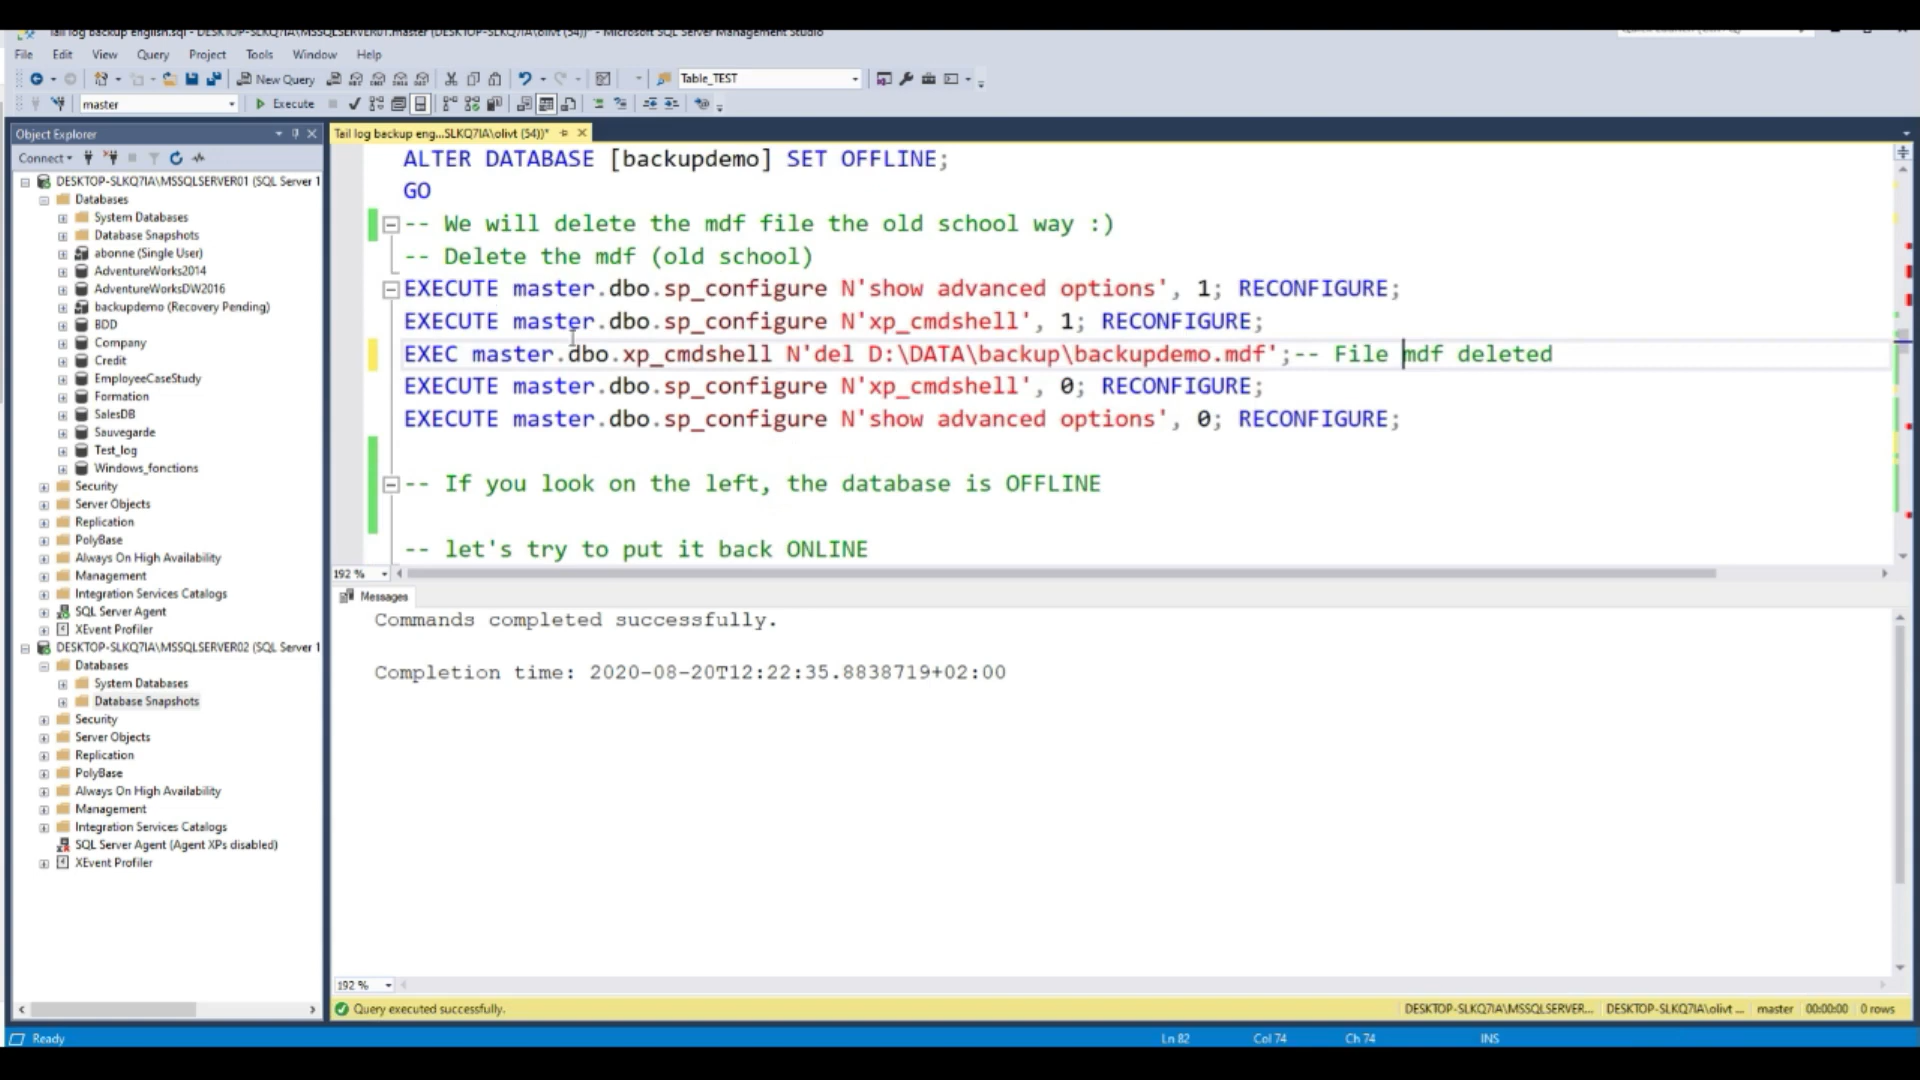 Tail log backup english.sql - DESKTOP-SLKQ7IA\MSSQLSERVER01.master (DESKTOP-SLKQ7IA\olivt (54))* - Microsoft SQL Server Management Studio
File Edit View Query Project Tools Window Help
New Query Table_TEST
master Execute
Object Explorer
Connect
DESKTOP-SLKQ7IA\MSSQLSERVER01 (SQL Server 1
Databases
System Databases
Database Snapshots
abonne (Single User)
AdventureWorks2014
AdventureWorksDW2016
backupdemo (Recovery Pending)
BDD
Company
Credit
EmployeeCaseStudy
Formation
SalesDB
Sauvegarde
Test_log
Windows_fonctions
Security
Server Objects
Replication
PolyBase
Always On High Availability
Management
Integration Services Catalogs
SQL Server Agent
XEvent Profiler
DESKTOP-SLKQ7IA\MSSQLSERVER02 (SQL Server 1
Databases
System Databases
Database Snapshots
Security
Server Objects
Replication
PolyBase
Always On High Availability
Management
Integration Services Catalogs
SQL Server Agent (Agent XPs disabled)
XEvent Profiler
Tail log backup eng...SLKQ7IA\olivt (54))*
ALTER DATABASE [backupdemo] SET OFFLINE;
GO
-- We will delete the mdf file the old school way :)
-- Delete the mdf (old school)
EXECUTE master.dbo.sp_configure N'show advanced options', 1; RECONFIGURE;
EXECUTE master.dbo.sp_configure N'xp_cmdshell', 1; RECONFIGURE;
EXEC master.dbo.xp_cmdshell N'del D:\DATA\backup\backupdemo.mdf';-- File mdf deleted
EXECUTE master.dbo.sp_configure N'xp_cmdshell', 0; RECONFIGURE;
EXECUTE master.dbo.sp_configure N'show advanced options', 0; RECONFIGURE;
-- If you look on the left, the database is OFFLINE
-- let's try to put it back ONLINE
192 %
Messages
Commands completed successfully.
Completion time: 2020-08-20T12:22:35.8838719+02:00
192 %
Query executed successfully. DESKTOP-SLKQ7IA\MSSQLSERVER... DESKTOP-SLKQ7IA\olivt ... master 00:00:00 0 rows
Ready Ln 82 Col 74 Ch 74 INS